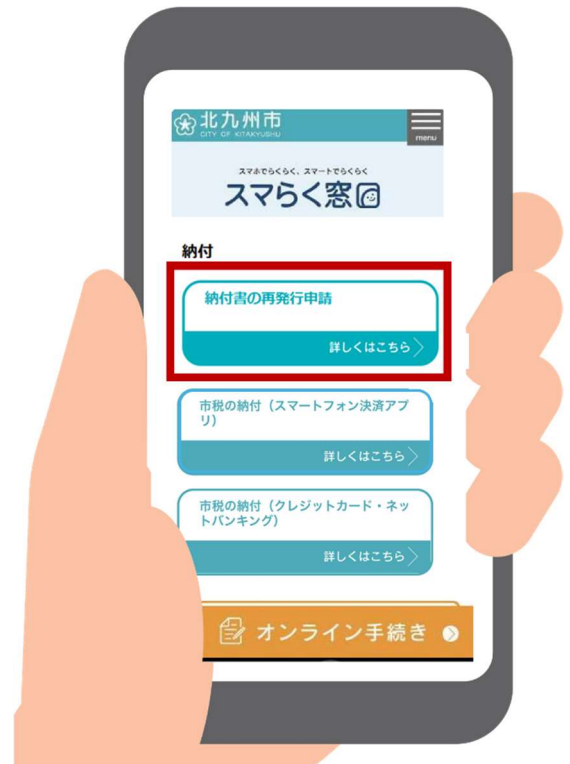 北九州市
CITY OF KITAKYUSHU
menu
スマホでらくらく、スマートでらくらく
スマらく窓口
納付
納付書の再発行申請
詳しくはこちら
市税の納付（スマートフォン決済アプ
リ）
詳しくはこちら
市税の納付（クレジットカード・ネッ
トバンキング）
詳しくはこちら
オンライン手続き